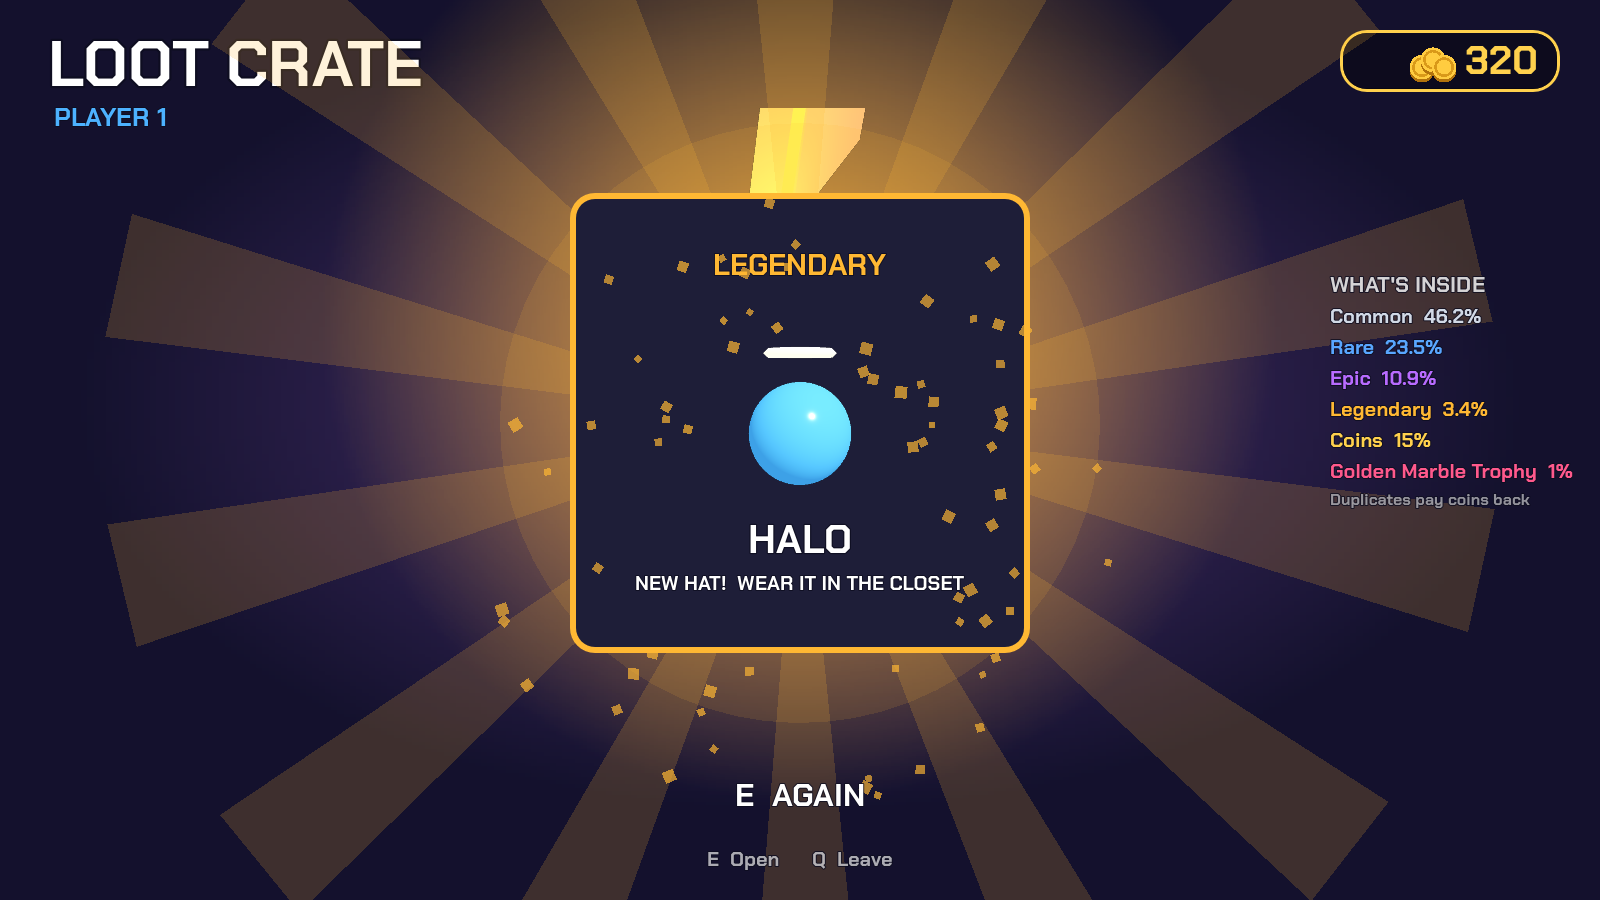 LOOT CRATE
PLAYER 1
320
LEGENDARY
HALO
NEW HAT! WEAR IT IN THE CLOSET
WHAT'S INSIDE
Common 46.2%
Rare 23.5%
Epic 10.9%
Legendary 3.4%
Coins 15%
Golden Marble Trophy 1%
Duplicates pay coins back
E AGAIN
E Open Q Leave